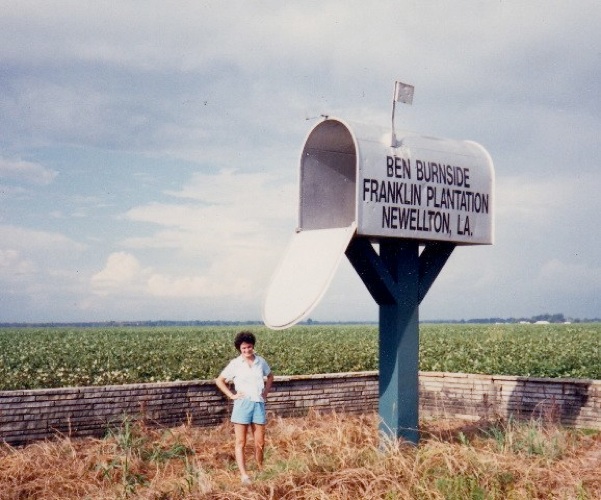 BEN BURNSIDE
FRANKLIN PLANTATION
NEWELLTON, LA.